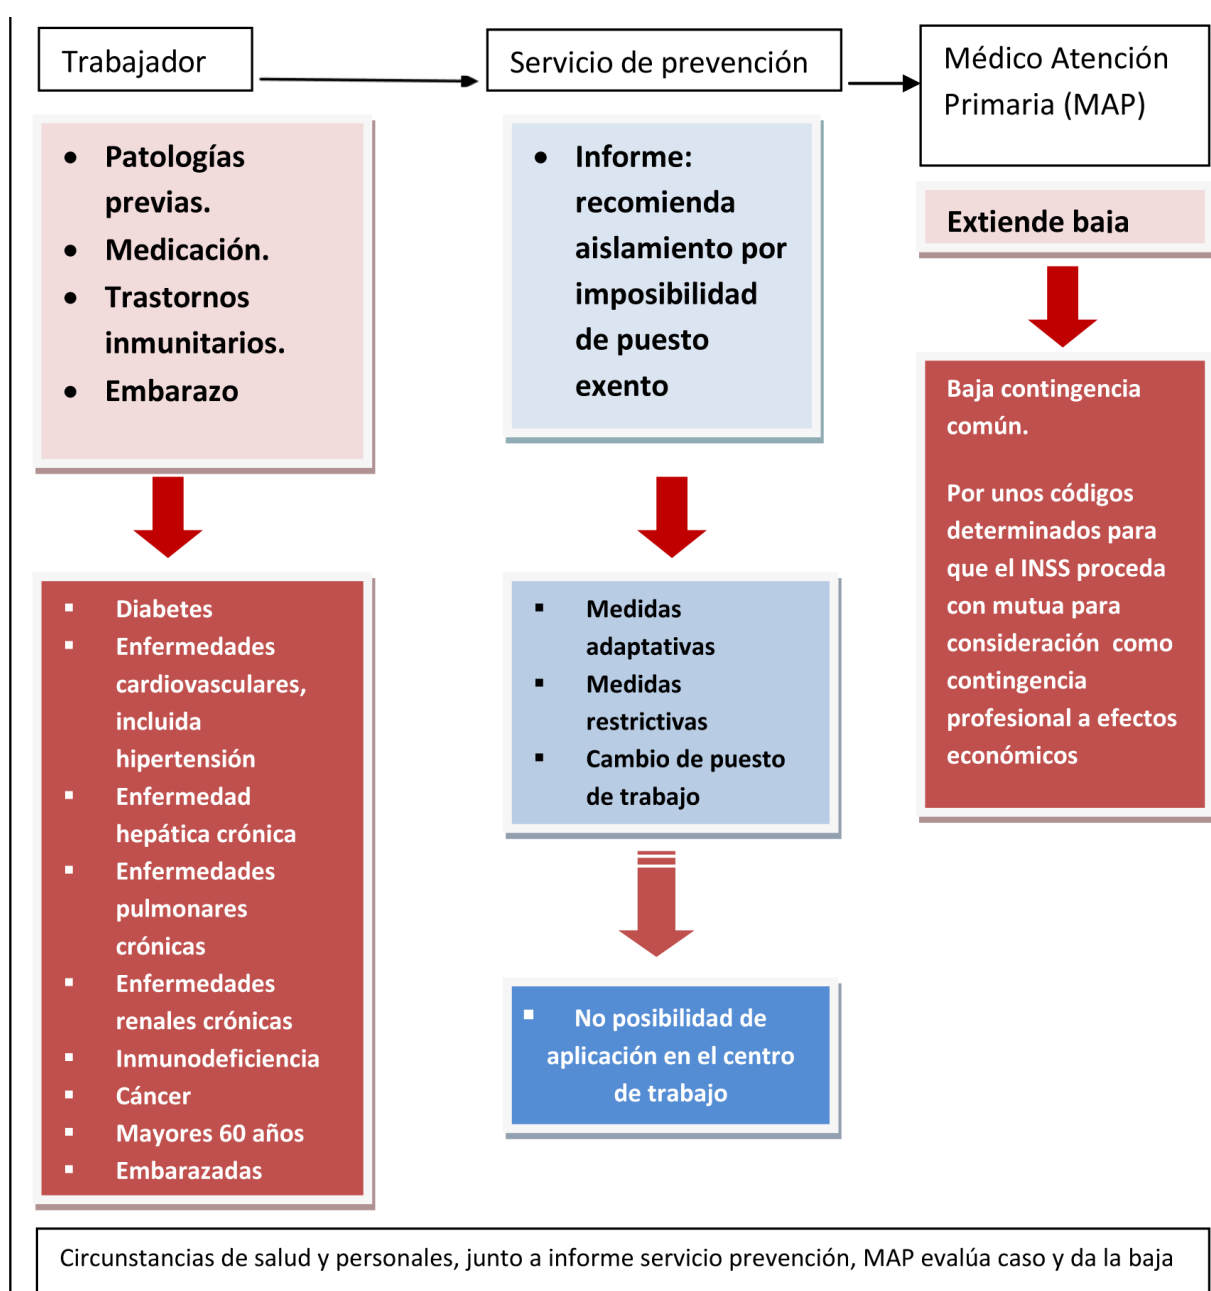 Trabajador
Servicio de prevención
Médico Atención
Primaria (MAP)
• Patologías
previas.
• Medicación.
• Trastornos
inmunitarios.
• Embarazo
▪ Diabetes
▪ Enfermedades
cardiovasculares,
incluida
hipertensión
▪ Enfermedad
hepática crónica
▪ Enfermedades
pulmonares
crónicas
▪ Enfermedades
renales crónicas
▪ Inmunodeficiencia
▪ Cáncer
▪ Mayores 60 años
▪ Embarazadas
• Informe:
recomienda
aislamiento por
imposibilidad
de puesto
exento
▪ Medidas
adaptativas
▪ Medidas
restrictivas
▪ Cambio de puesto
de trabajo
▪ No posibilidad de
aplicación en el centro
de trabajo
Extiende baja
Baja contingencia
común.
Por unos códigos
determinados para
que el INSS proceda
con mutua para
consideración como
contingencia
profesional a efectos
económicos
Circunstancias de salud y personales, junto a informe servicio prevención, MAP evalúa caso y da la baja